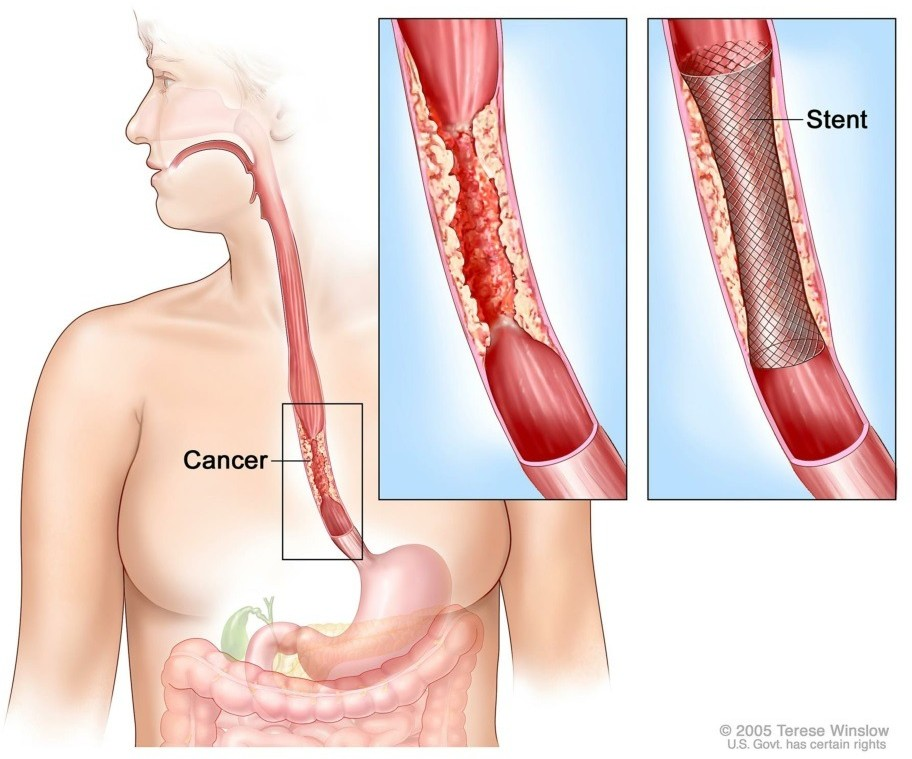 Stent
Cancer
© 2005 Terese Winslow
U.S. Govt. has certain rights